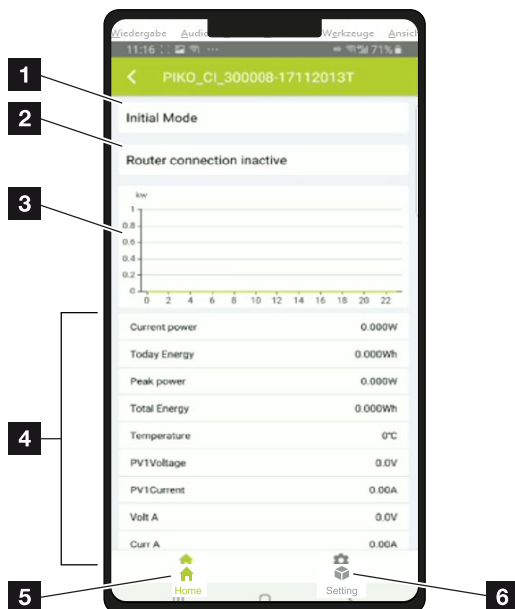 Wiedergabe Audio Werkzeuge Ansich
11:16 71%
PIKO_CI_300008-17112013T
1
Initial Mode
2
Router connection inactive
3
kw
1
0.8
0.6
0.4
0.2
0
0 2 4 6 8 10 12 14 16 18 20 22
4
Current power 0.000W
Today Energy 0.000Wh
Peak power 0.000W
Total Energy 0.000Wh
Temperature 0°C
PV1Voltage 0.0V
PV1Current 0.00A
Volt A 0.0V
Curr A 0.00A
5
Home Setting
6